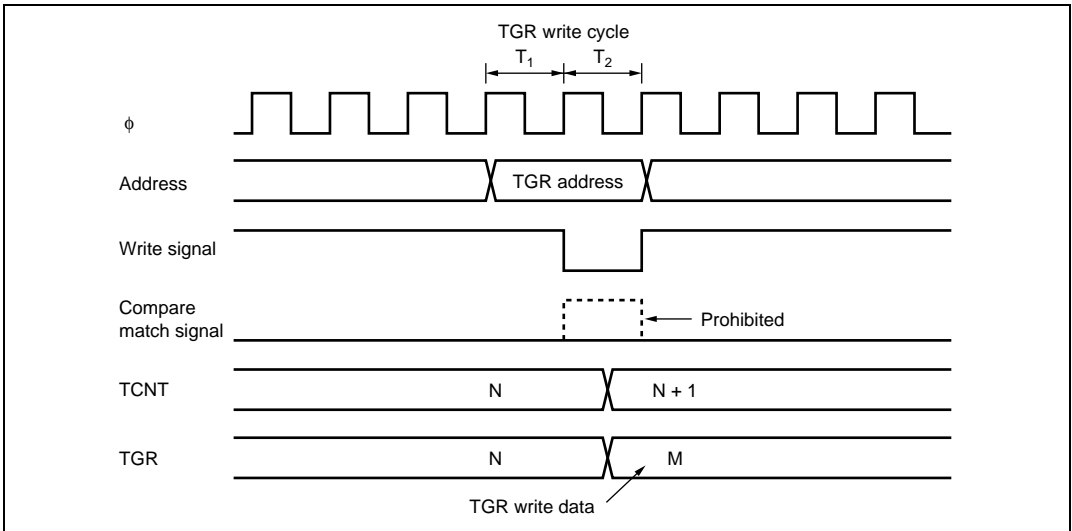 TGR write cycle
T1 T2
ϕ
Address TGR address
Write signal
Compare
match signal Prohibited
TCNT N N + 1
TGR N M
TGR write data